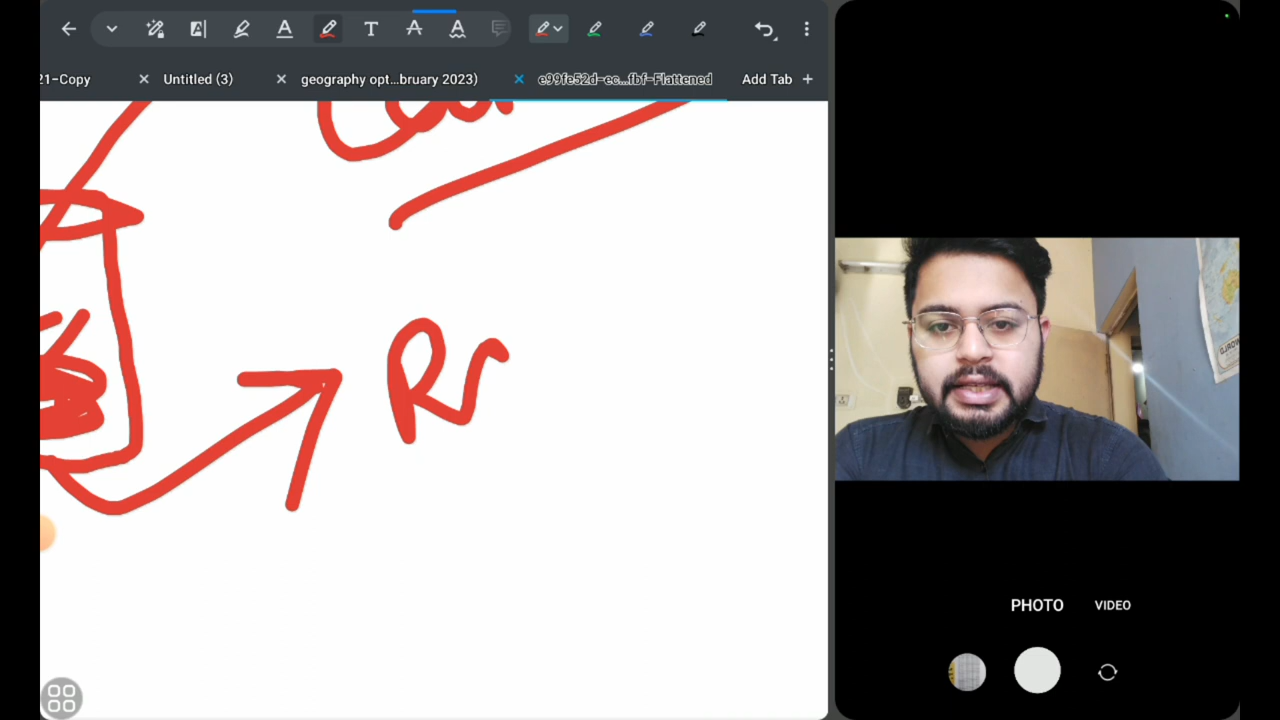 21-Copy
Untitled (3)
geography opt...bruary 2023)
e99fe52d-ec...fbf-Flattened
Add Tab +
Rr
PHOTO
VIDEO